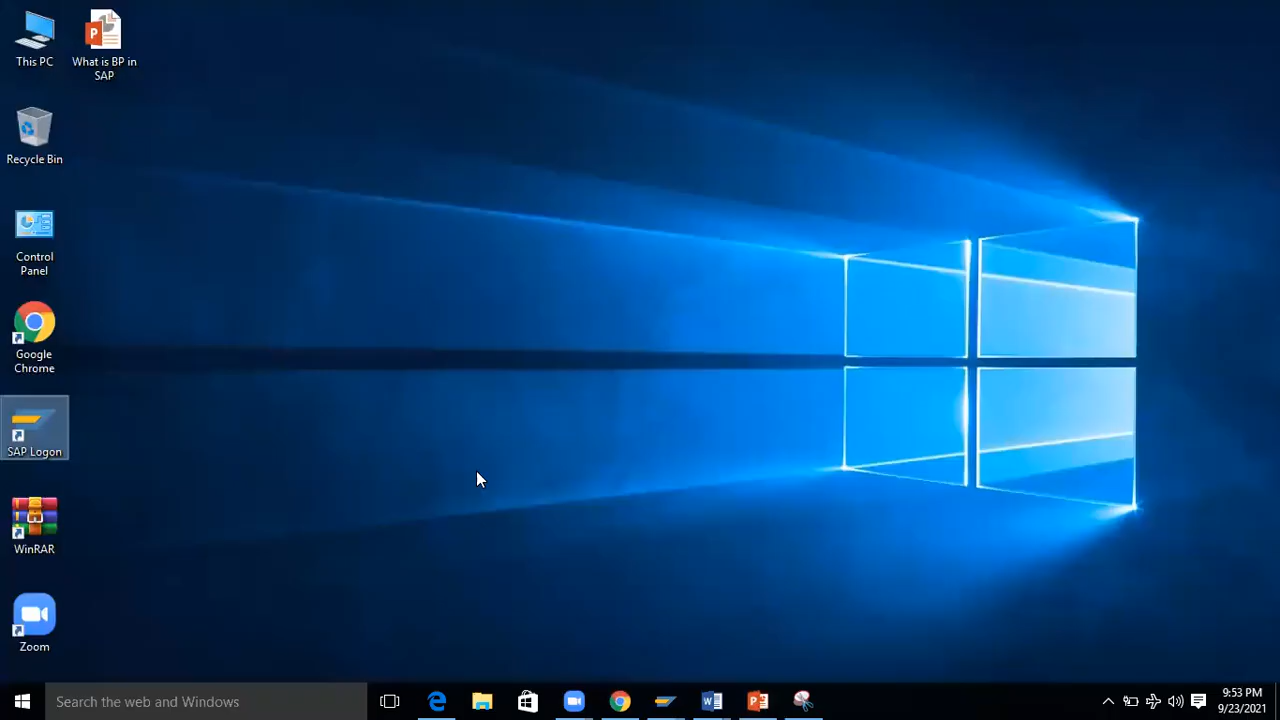 This PC
What is BP in
SAP
Recycle Bin
Control
Panel
Google
Chrome
SAP Logon
WinRAR
Zoom
Search the web and Windows
9:53 PM
9/23/2021